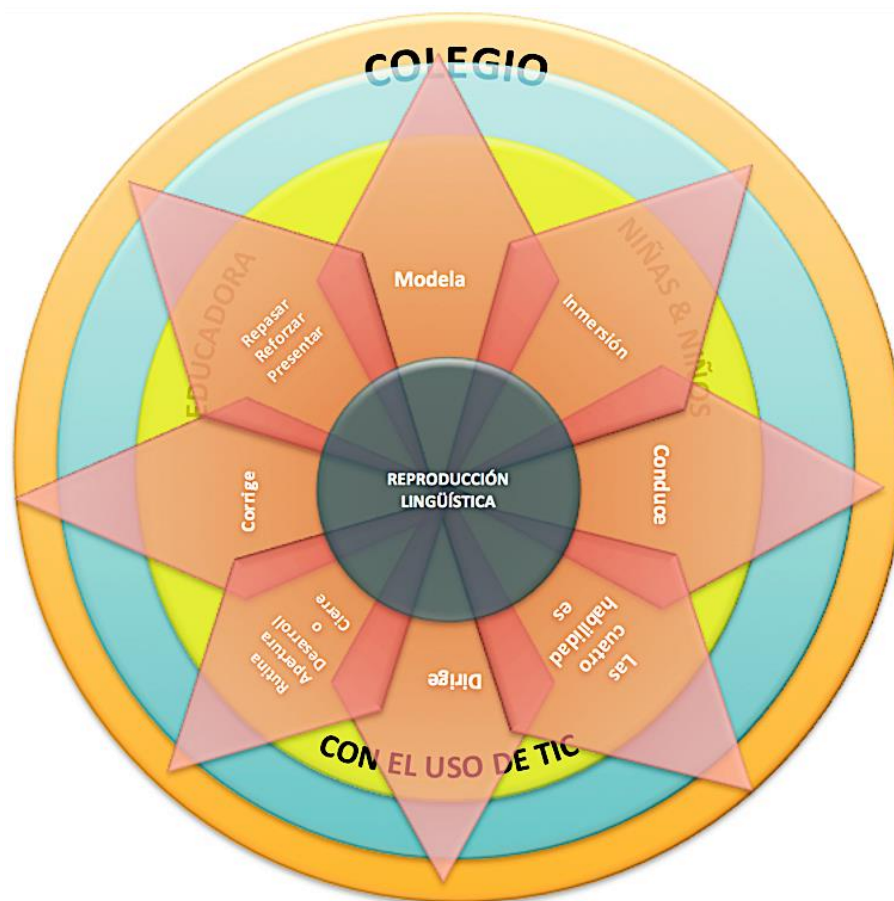 COLEGIO
EDUCADORA
NIÑAS & NIÑOS
Modela
Inmersión
Conduce
Las
cuatro
habilidad
es
Dirige
Rutina
Apertura
Desarroll
o
Cierre
Corrige
Repasar
Reforzar
Presentar
REPRODUCCIÓN
LINGÜÍSTICA
CON EL USO DE TIC